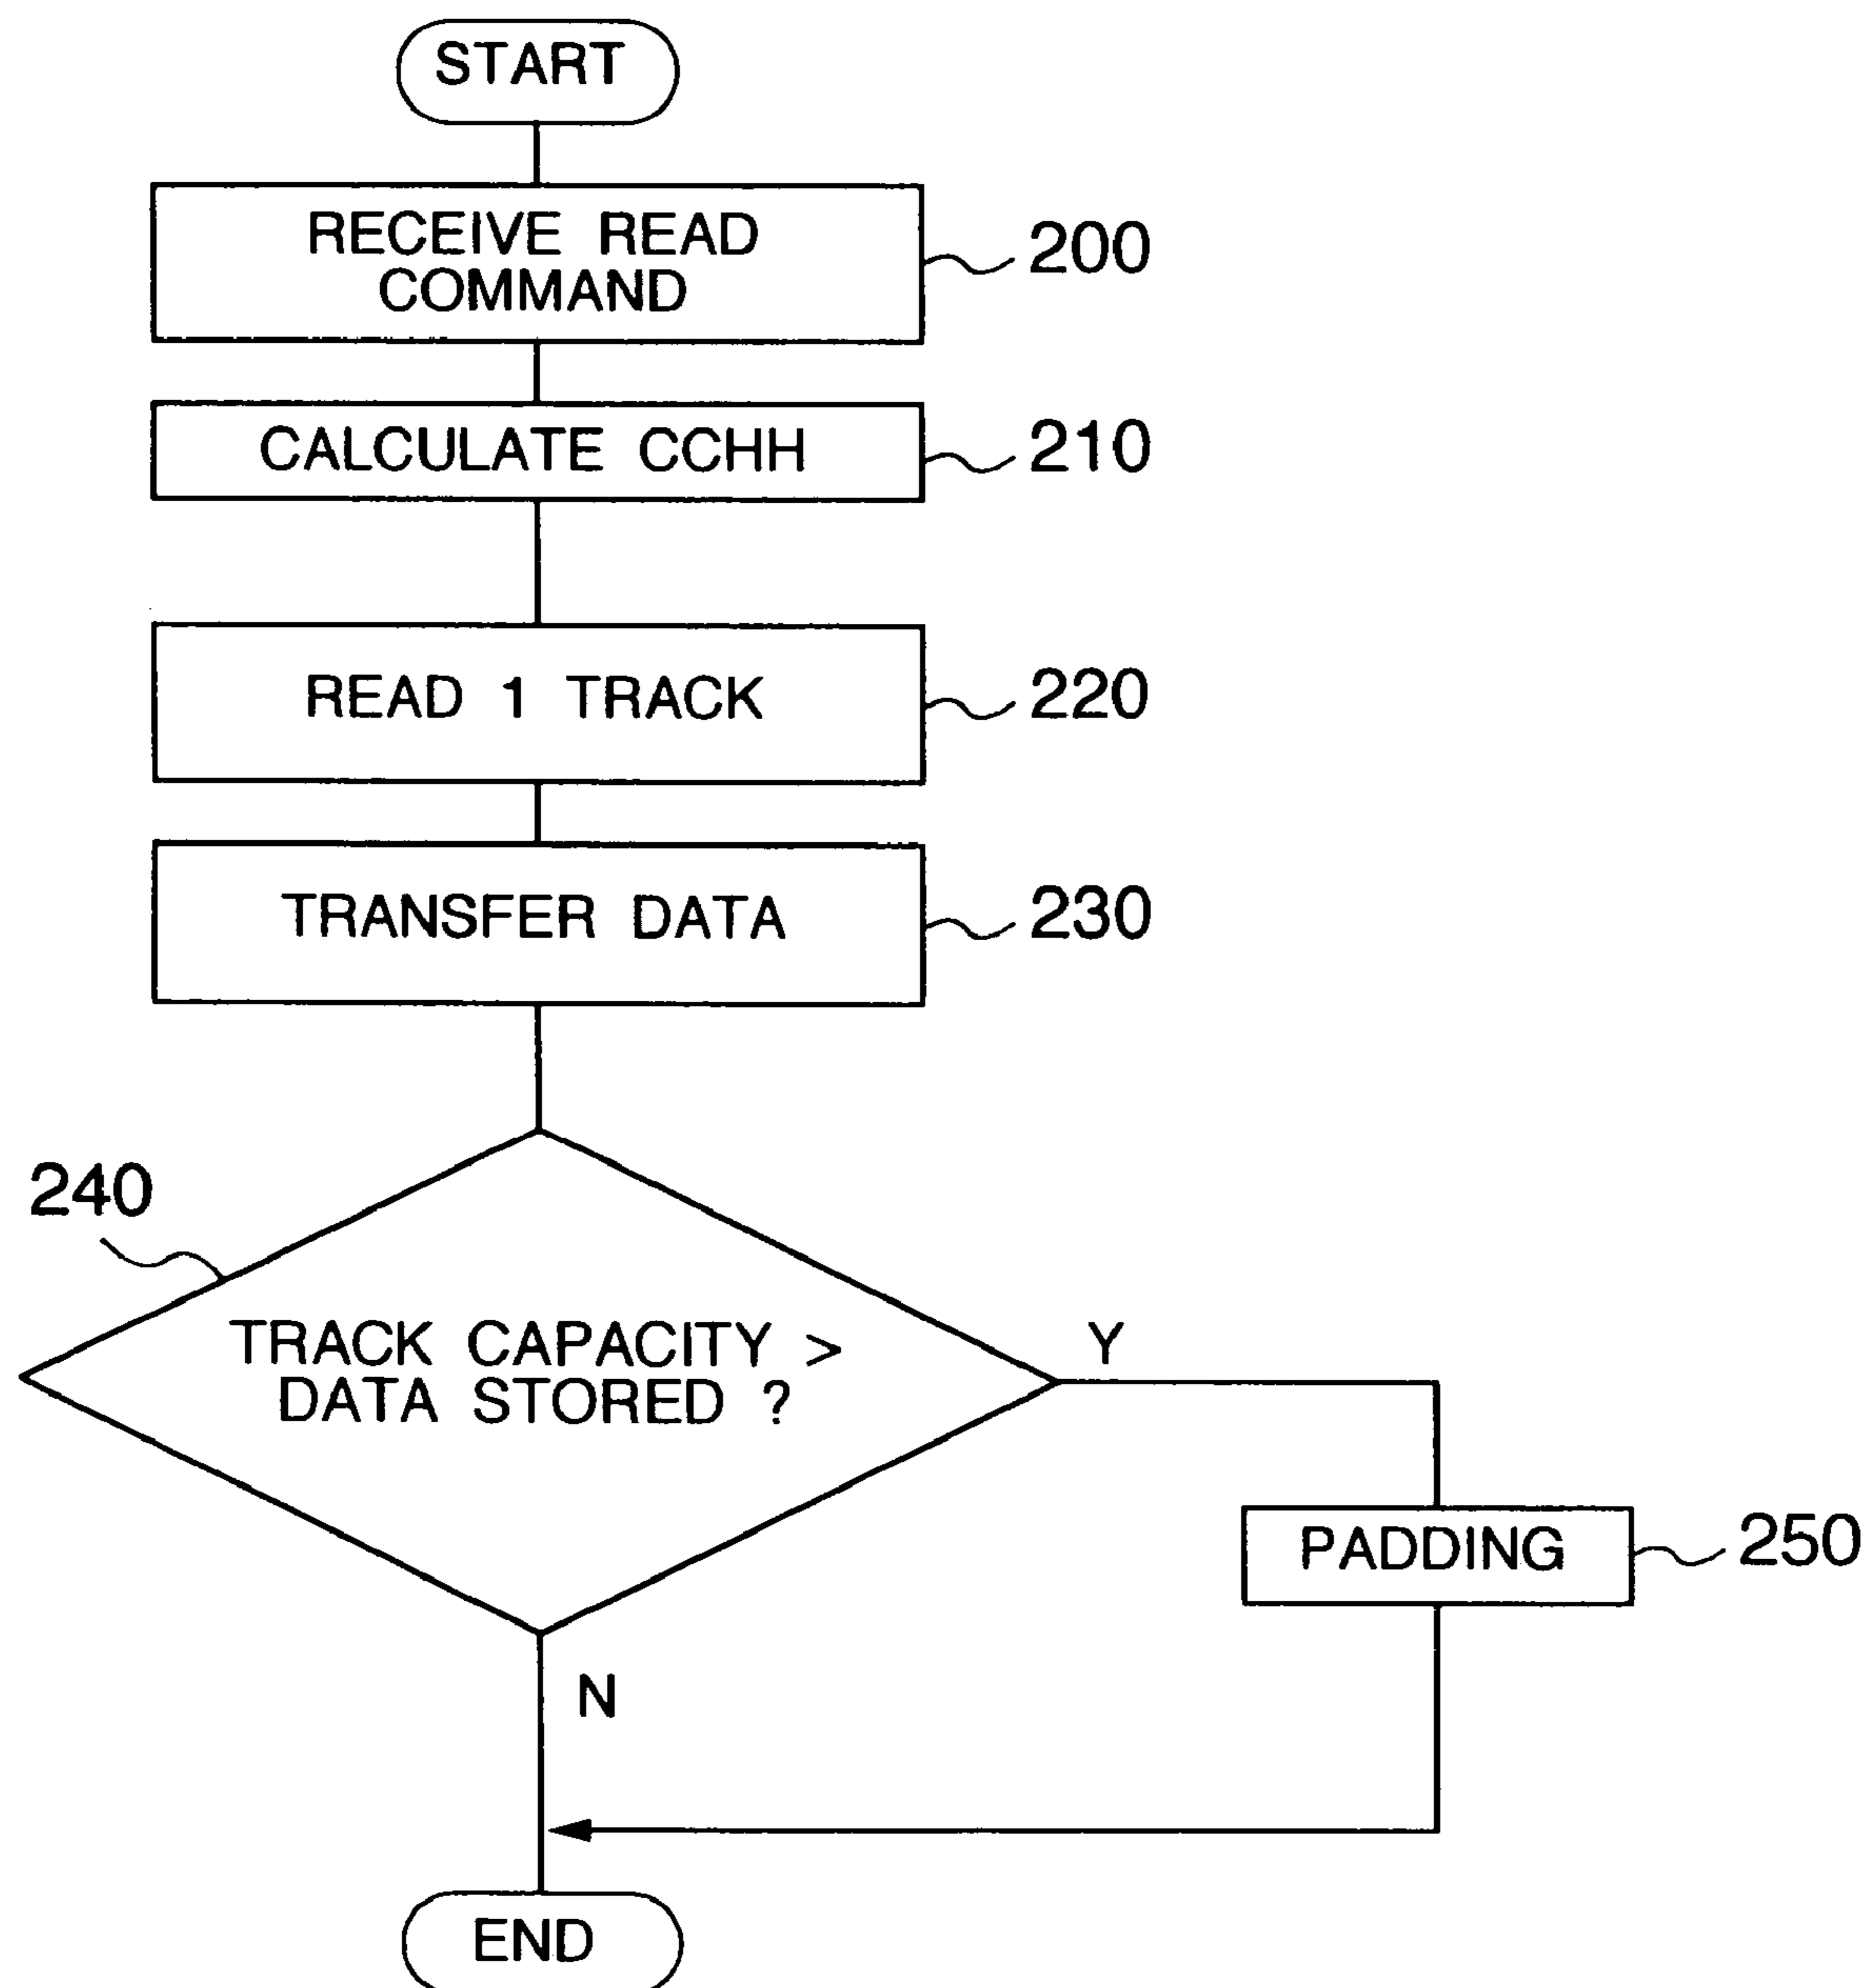 START
RECEIVE READ
COMMAND
200
CALCULATE CCHH
210
READ 1 TRACK
220
TRANSFER DATA
230
240
TRACK CAPACITY >
DATA STORED ?
Y
PADDING
250
N
END